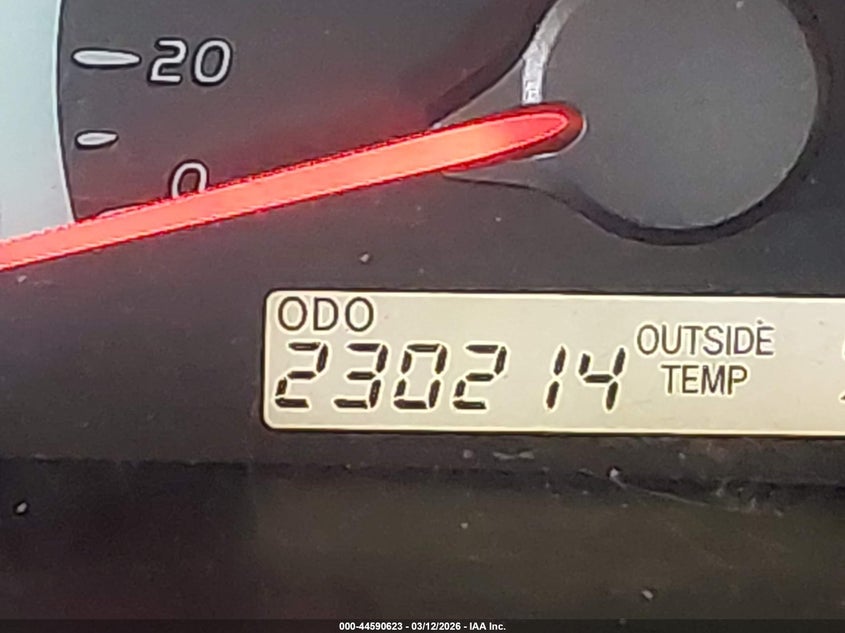 20
0
ODO
230214
OUTSIDE
TEMP
000-44590623 - 03/12/2026 - IAA Inc.